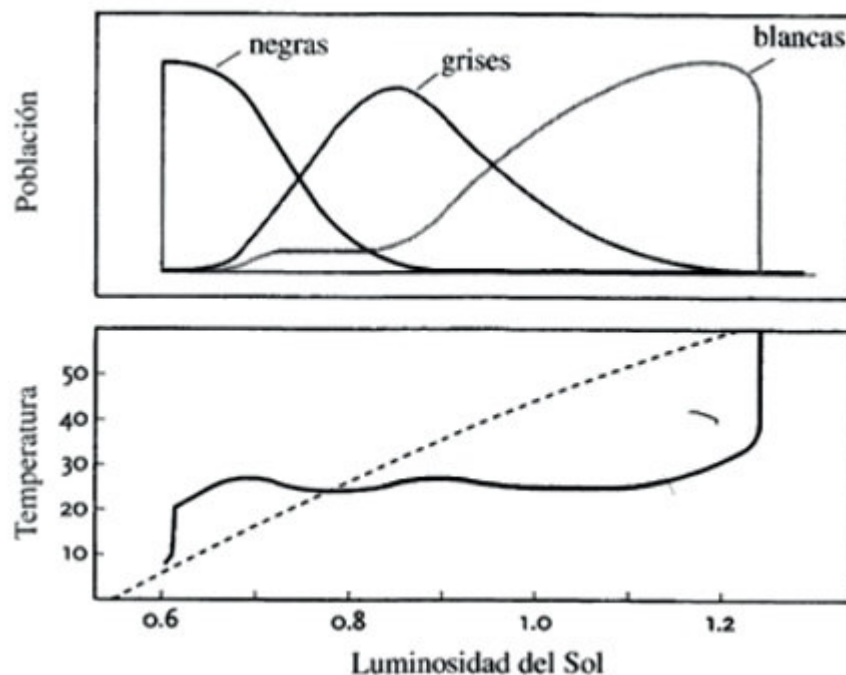 negras
grises
blancas
Población
50
40
30
20
10
Temperatura
0.6
0.8
1.0
1.2
Luminosidad del Sol